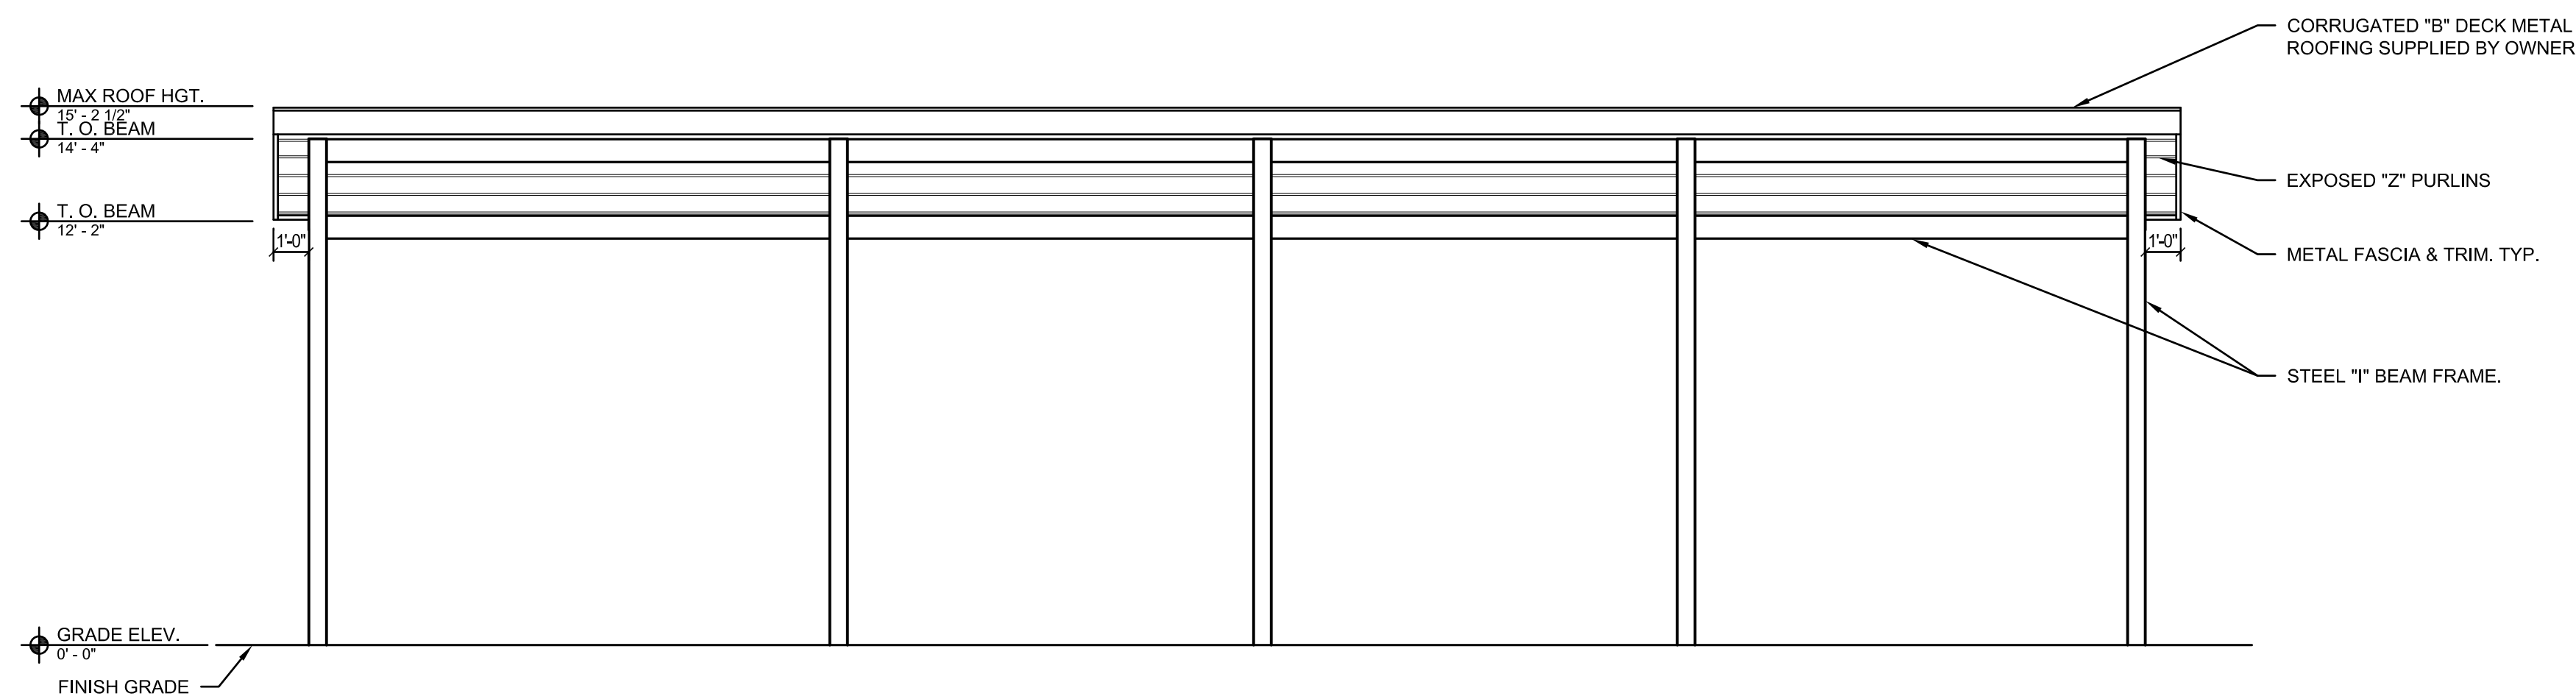 CORRUGATED "B" DECK METAL
ROOFING SUPPLIED BY OWNER
MAX ROOF HGT.
15' - 2 1/2"
T. O. BEAM
14' - 4"
EXPOSED "Z" PURLINS
T. O. BEAM
12' - 2"
1'-0"
1'-0"
METAL FASCIA & TRIM. TYP.
STEEL "I" BEAM FRAME.
GRADE ELEV.
0' - 0"
FINISH GRADE